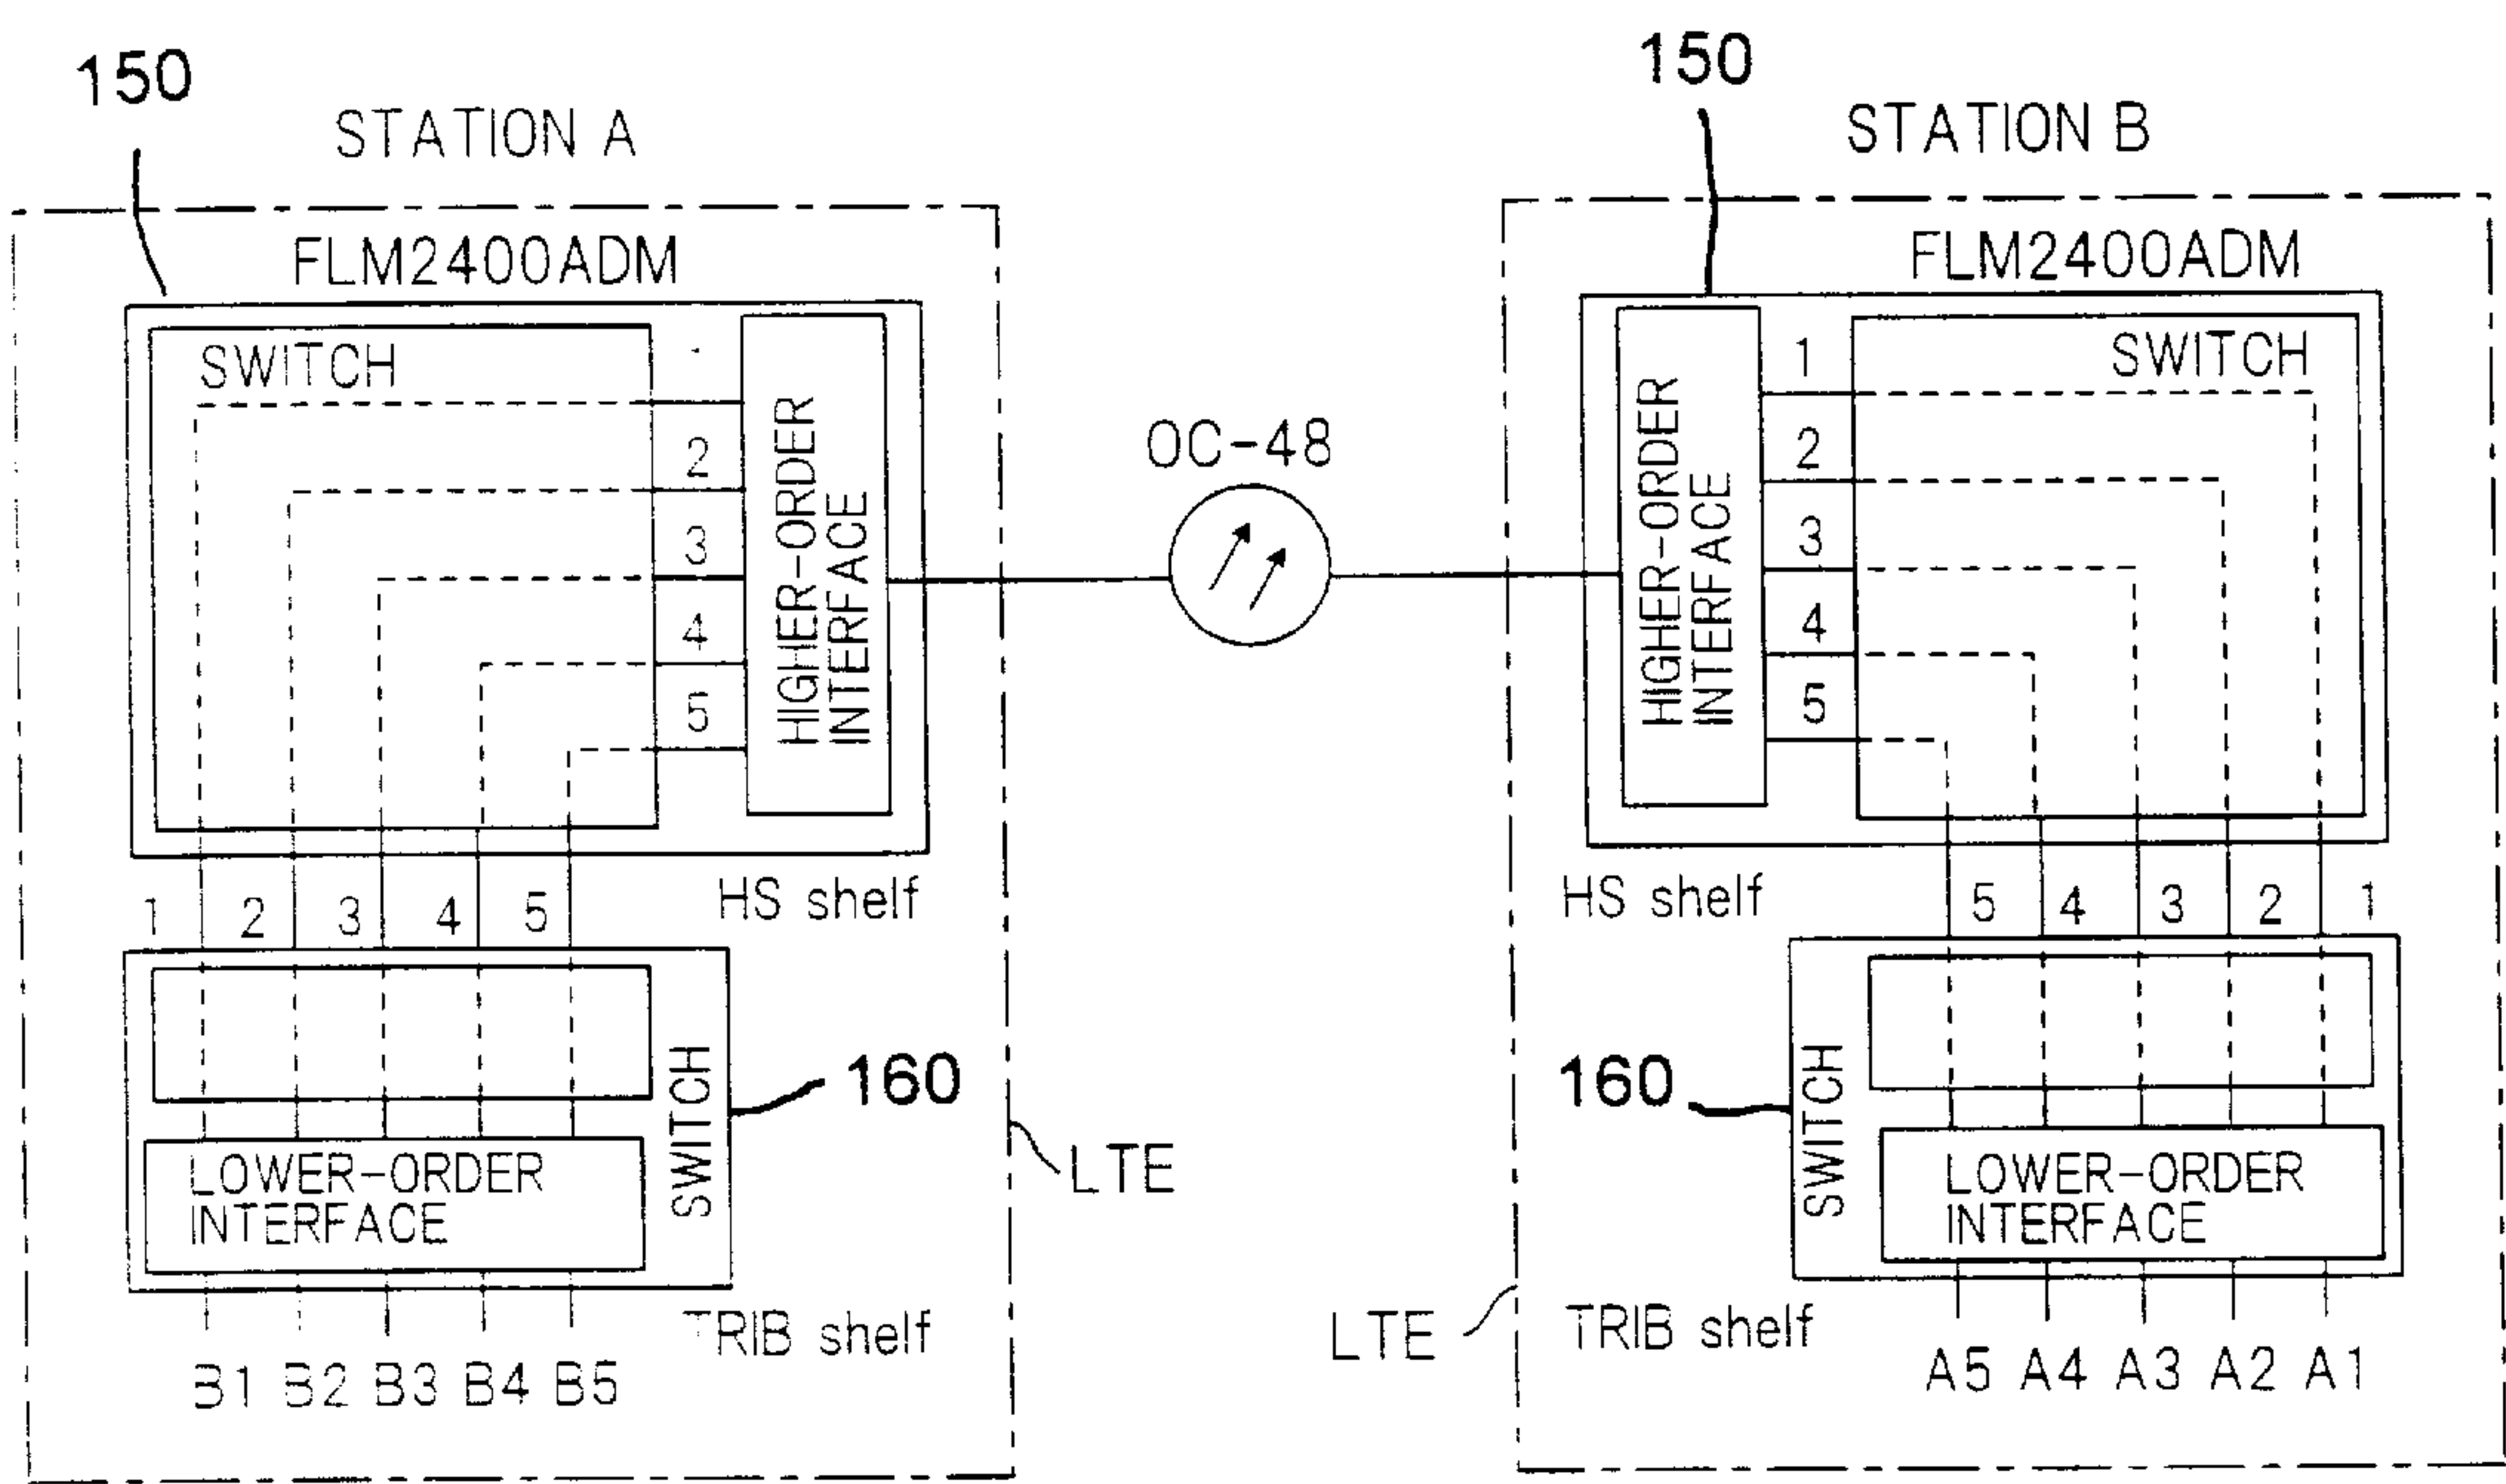 150
STATION A
FLM2400ADM
SWITCH
2
3
4
5
HIGHER-ORDER
INTERFACE
HS shelf
1 2 3 4 5
SWITCH
160
LOWER-ORDER
INTERFACE
LTE
TRIB shelf
B1 B2 B3 B4 B5
OC-48
150
STATION B
FLM2400ADM
HIGHER-ORDER
INTERFACE
1
2
3
4
5
SWITCH
HS shelf
5 4 3 2 1
160
SWITCH
LOWER-ORDER
INTERFACE
LTE
TRIB shelf
A5 A4 A3 A2 A1